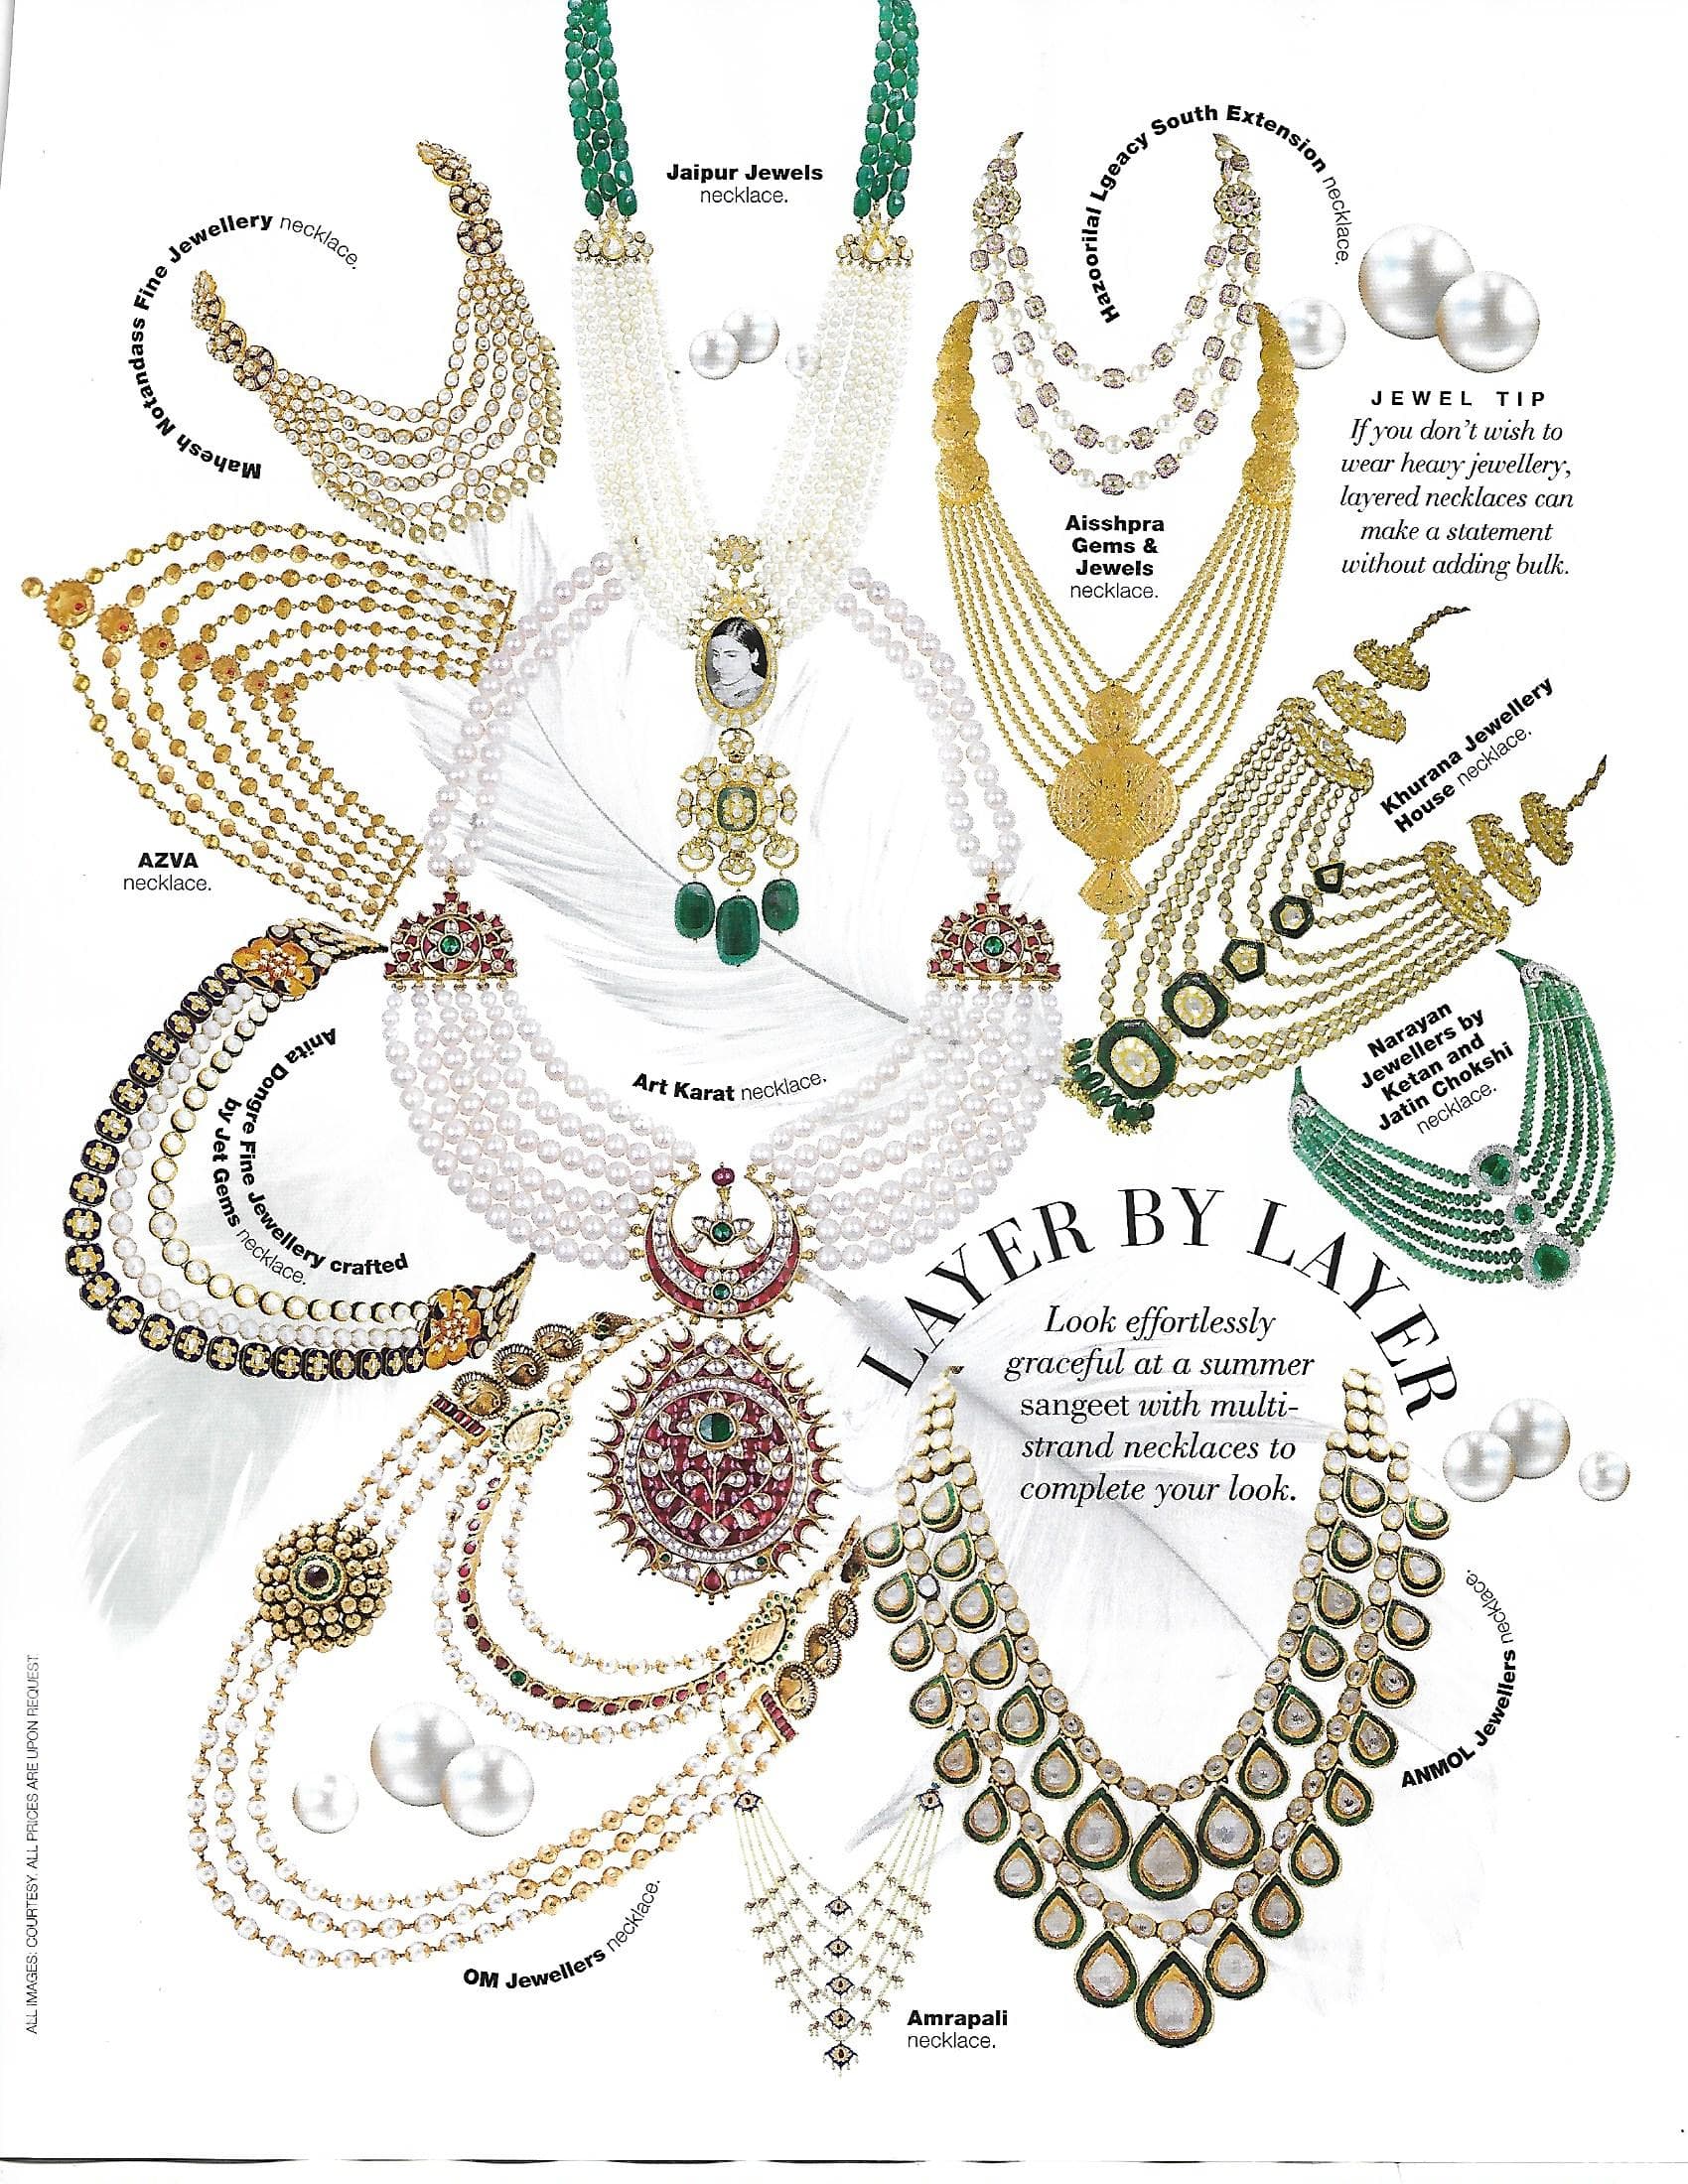 Jaipur Jewels
necklace.
Hazoorilal Lgeacy South Extension necklace.
Mahesh Notandass Fine Jewellery necklace.
JEWEL TIP
If you don't wish to
wear heavy jewellery,
layered necklaces can
make a statement
without adding bulk.
Aisshpra
Gems &
Jewels
necklace.
Khurana Jewellery
House necklace.
AZVA
necklace.
Narayan
Jewellers by
Ketan and
Jatin Chokshi
necklace.
Art Karat necklace.
Anita Dongre Fine Jewellery crafted
by Jet Gems necklace.
LAYER BY LAYER
Look effortlessly
graceful at a summer
sangeet with multi-
strand necklaces to
complete your look.
ANMOL Jewellers necklace.
OM Jewellers necklace.
Amrapali
necklace.
ALL IMAGES: COURTESY. ALL PRICES ARE UPON REQUEST.